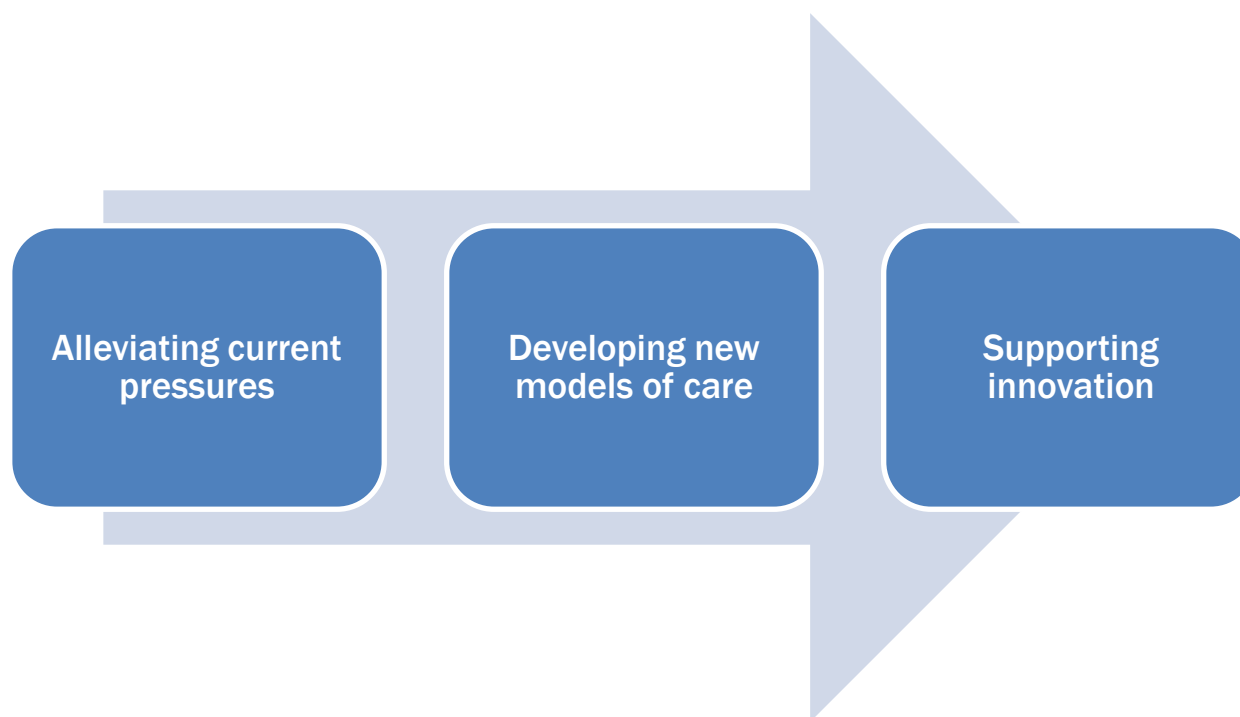 Alleviating current
pressures
Developing new
models of care
Supporting
innovation